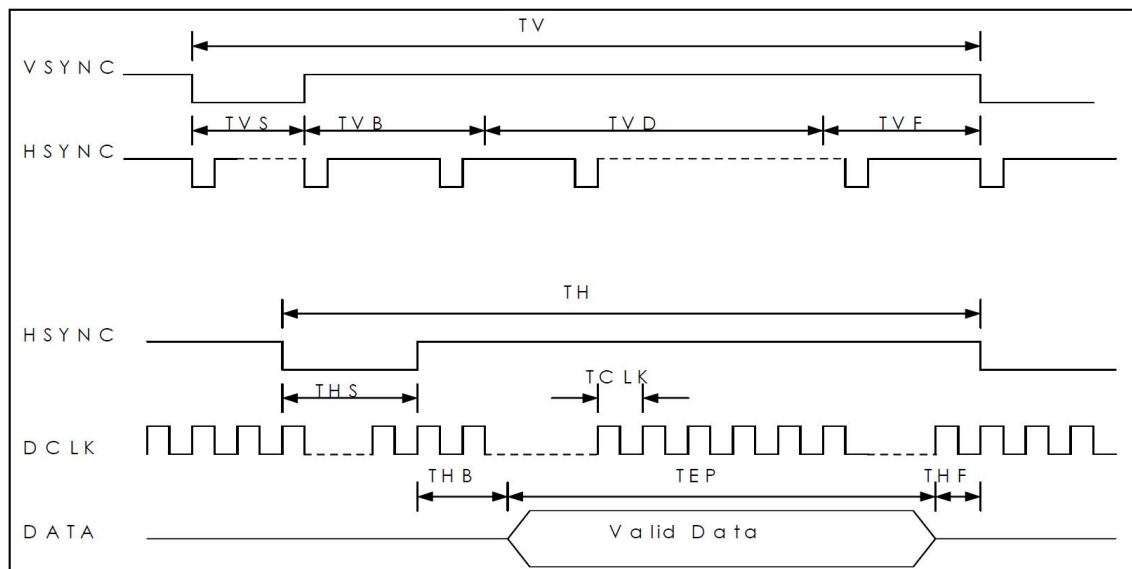 TV
VSYNC
TVS TVB TVD TVF
HSYNC
TH
HSYNC
THS TCLK
DCLK
THB TEP THF
DATA Valid Data